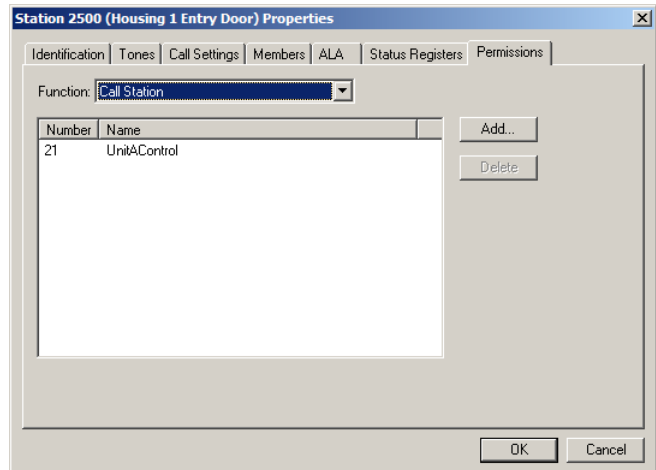 Station 2500 (Housing 1 Entry Door) Properties
Identification Tones Call Settings Members ALA Status Registers Permissions
Function: Call Station
Number Name Add...
21 UnitAControl
Delete
OK Cancel